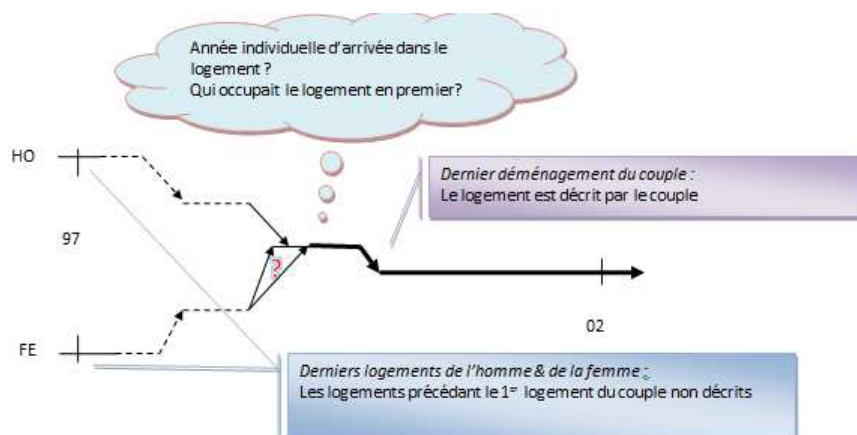 Année individuelle d'arrivée dans le
logement ?
Qui occupait le logement en premier?
HO
Dernier déménagement du couple :
Le logement est décrit par le couple
97
?
02
FE
Derniers logements de l'homme & de la femme :
Les logements précédant le 1er logement du couple non décrits